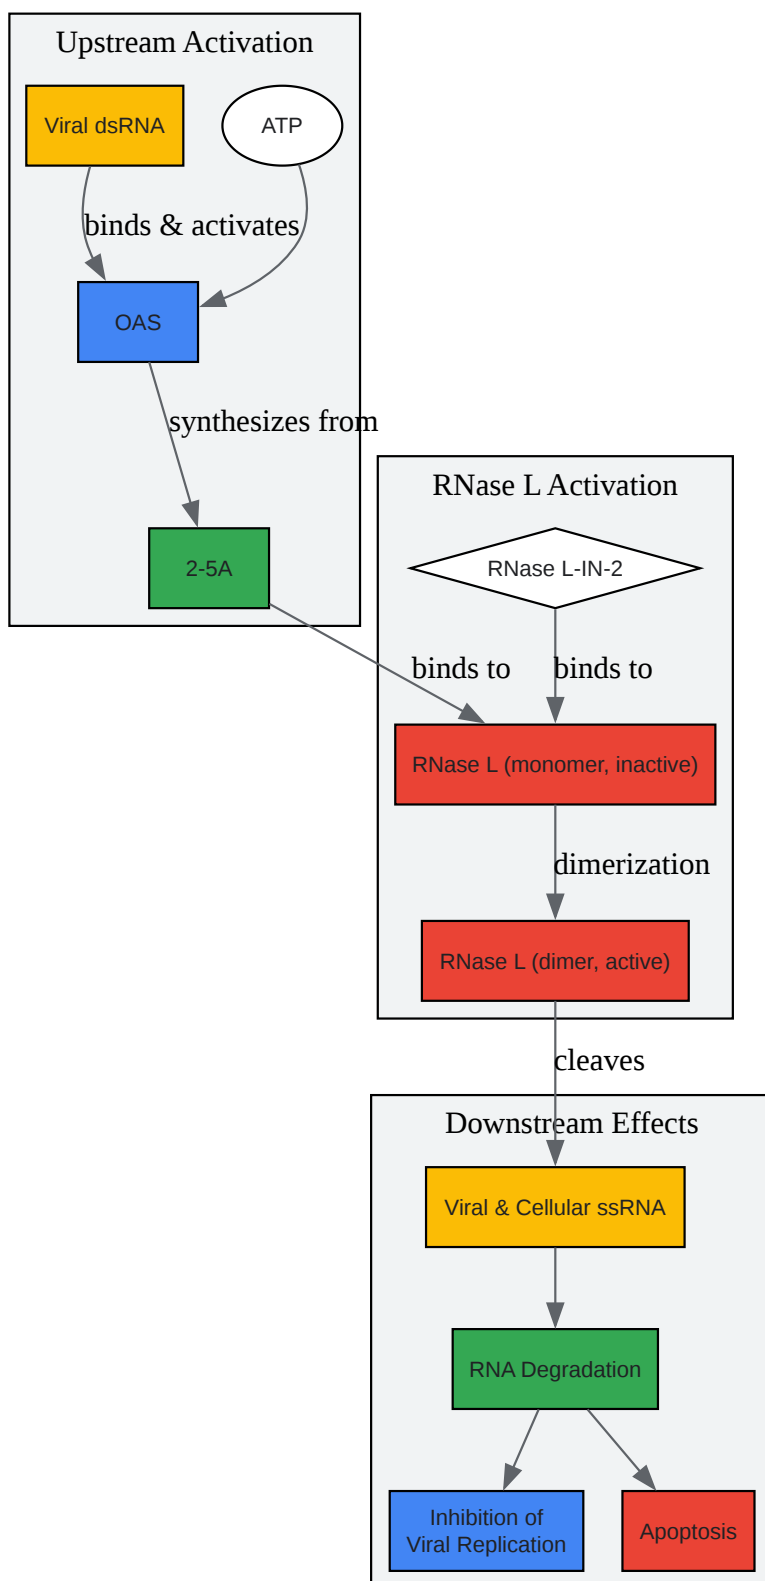 Upstream Activation
Viral dsRNA
ATP
binds & activates
OAS
synthesizes from
2-5A
RNase L Activation
RNase L-IN-2
binds to
binds to
RNase L (monomer, inactive)
dimerization
RNase L (dimer, active)
cleaves
Downstream Effects
Viral & Cellular ssRNA
RNA Degradation
Inhibition of
Viral Replication
Apoptosis